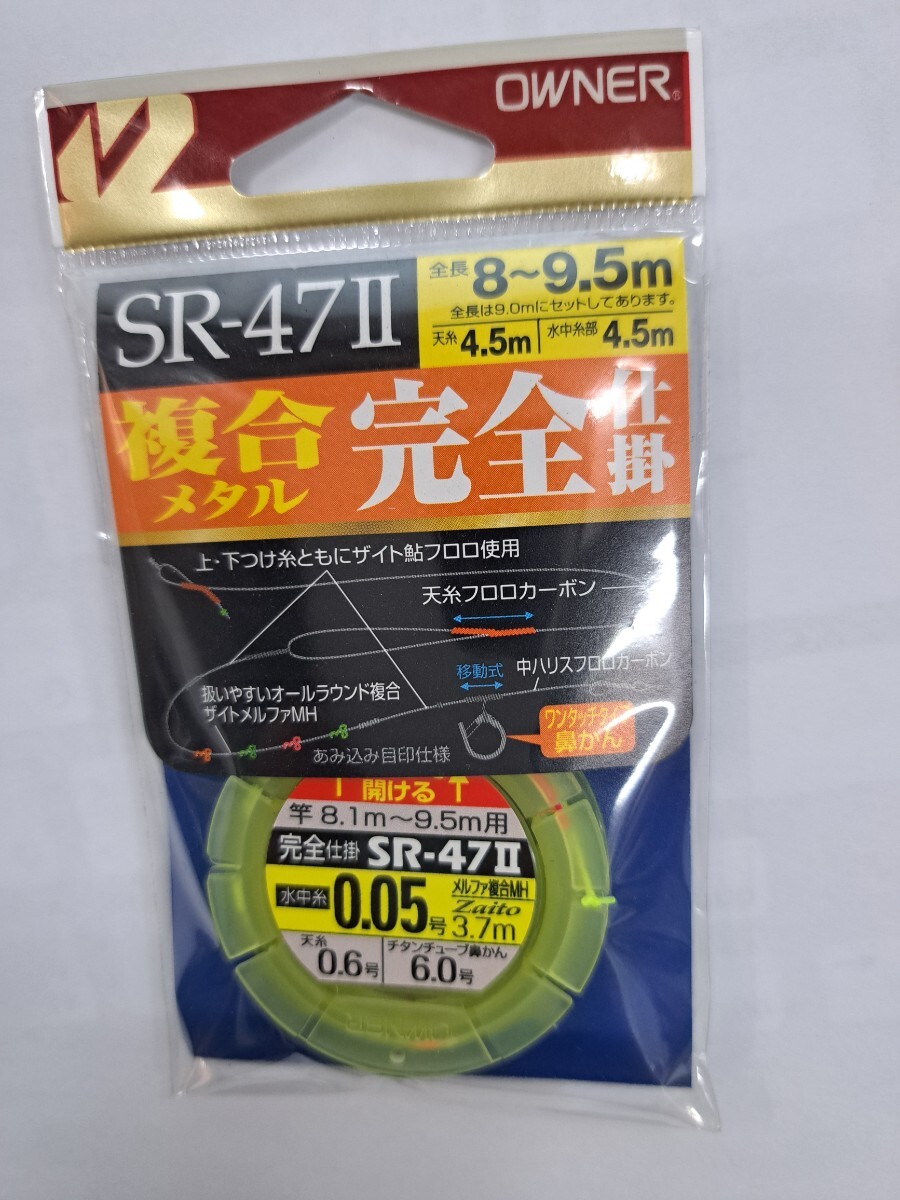 OWNER®
SR-47Ⅱ
全長 8～9.5m
全長は9.0mにセットしてあります。
天糸 4.5m 水中糸部 4.5m
複合メタル
完全仕掛
上・下つけ糸ともにザイト鮎フロロ使用
天糸フロロカーボン
移動式
中ハリスフロロカーボン
扱いやすいオールラウンド複合
ザイトメルファMH
ワンタッチタイプ
鼻かん
あみ込み目印仕様
開ける
竿 8.1m～9.5m用
完全仕掛 SR-47Ⅱ
水中糸 0.05号
メルファ複合MH
Zaito
3.7m
天糸
0.6号
チタンチューブ鼻かん
6.0号
OWNER